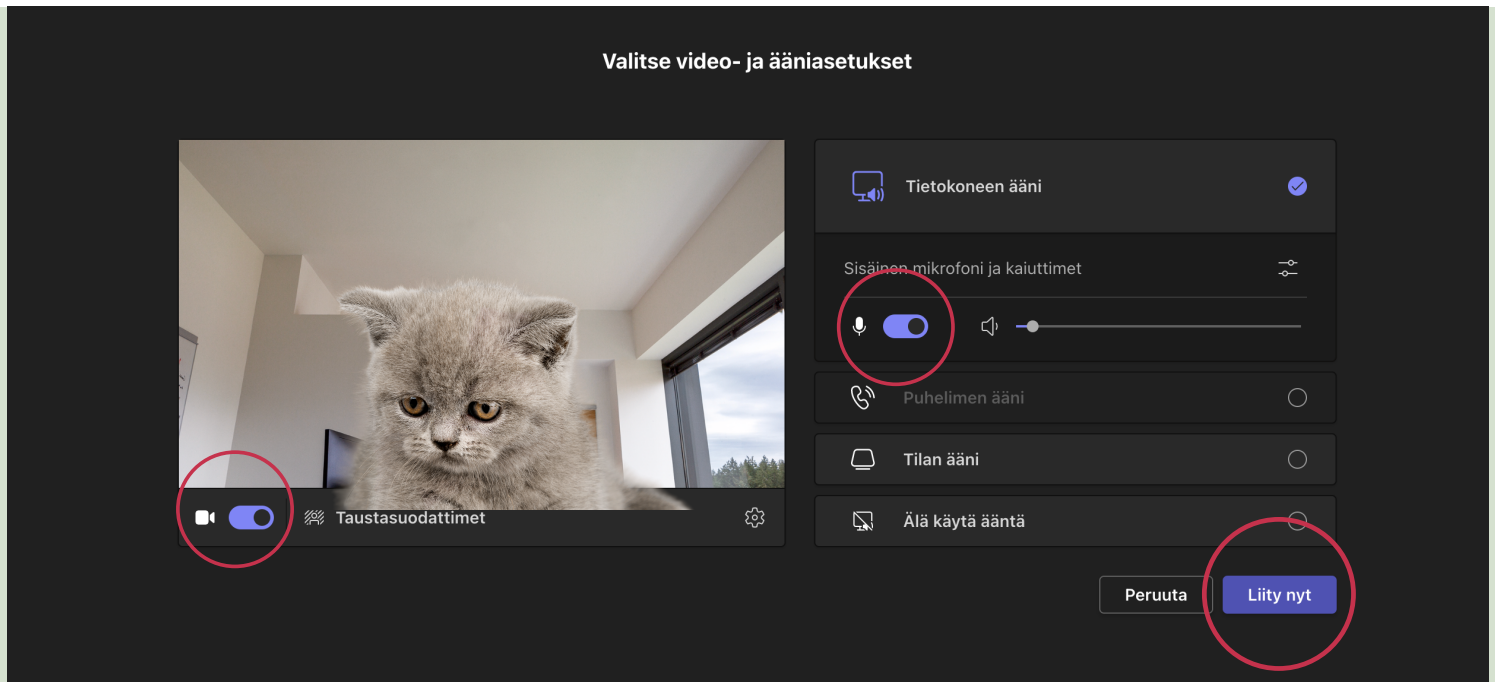 Valitse video- ja ääniasetukset
Tietokoneen ääni
Sisäinen mikrofoni ja kaiuttimet
Puhelimen ääni
Tilan ääni
Älä käytä ääntä
Taustasuodattimet
Peruuta
Liity nyt